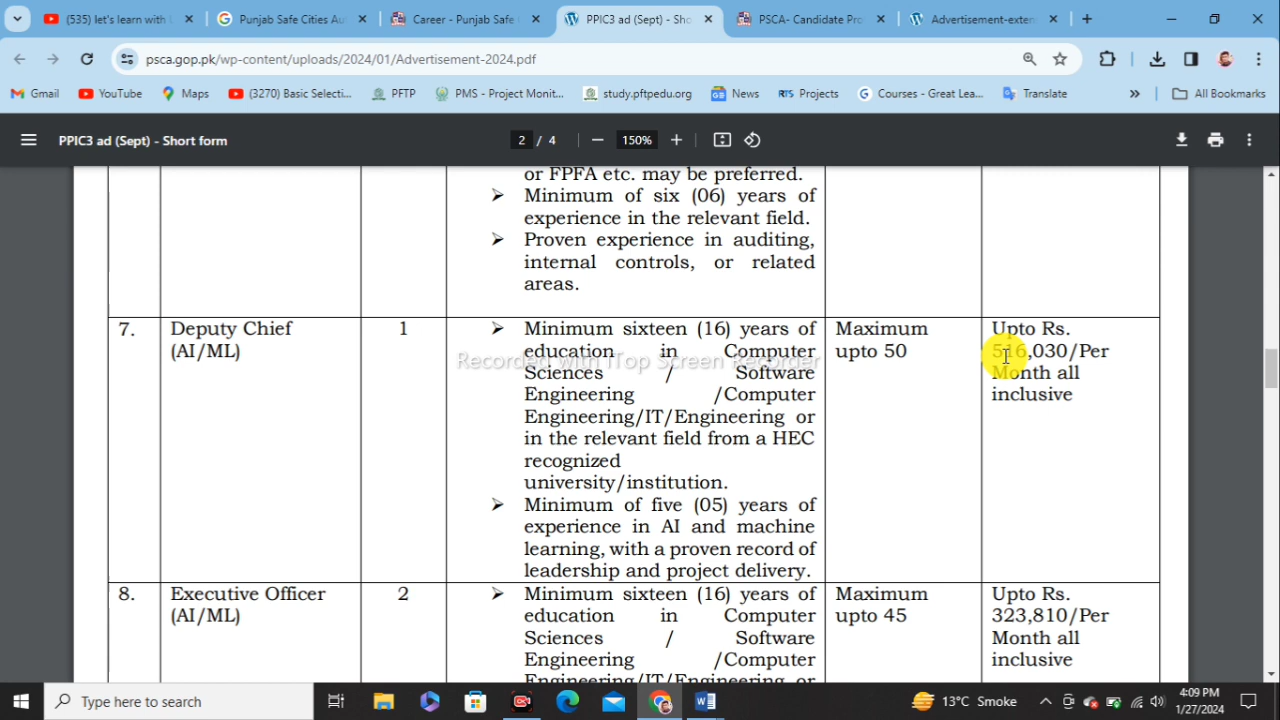 (535) let's learn with
Punjab Safe Cities Au
Career - Punjab Safe
PPIC3 ad (Sept) - Sho
PSCA- Candidate Pro
Advertisement-exten
psca.gop.pk/wp-content/uploads/2024/01/Advertisement-2024.pdf
Gmail
YouTube
Maps
(3270) Basic Selecti...
PFTP
PMS - Project Monit...
study.pftpedu.org
News
RTS Projects
Courses - Great Lea...
Translate
All Bookmarks
PPIC3 ad (Sept) - Short form
2 / 4
150%
or FPFA etc. may be preferred.
➢ Minimum of six (06) years of
experience in the relevant field.
➢ Proven experience in auditing,
internal controls, or related
areas.
7.
Deputy Chief
(AI/ML)
1
➢ Minimum sixteen (16) years of
education in Computer
Sciences / Software
Engineering /Computer
Engineering/IT/Engineering or
in the relevant field from a HEC
recognized
university/institution.
➢ Minimum of five (05) years of
experience in AI and machine
learning, with a proven record of
leadership and project delivery.
Maximum
upto 50
Upto Rs.
516,030/Per
Month all
inclusive
Recorded with iTop Screen Recorder
8.
Executive Officer
(AI/ML)
2
➢ Minimum sixteen (16) years of
education in Computer
Sciences / Software
Engineering /Computer
Engineering/IT/Engineering or
Maximum
upto 45
Upto Rs.
323,810/Per
Month all
inclusive
Type here to search
13°C Smoke
4:09 PM
1/27/2024